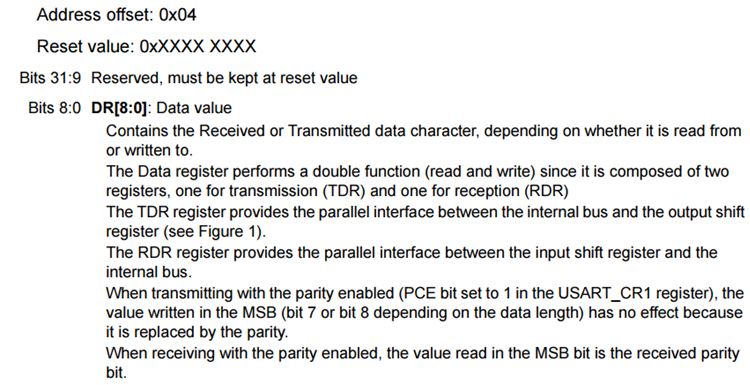 Address offset: 0x04
Reset value: 0xXXXX XXXX
Bits 31:9 Reserved, must be kept at reset value
Bits 8:0 DR[8:0]: Data value
Contains the Received or Transmitted data character, depending on whether it is read from
or written to.
The Data register performs a double function (read and write) since it is composed of two
registers, one for transmission (TDR) and one for reception (RDR)
The TDR register provides the parallel interface between the internal bus and the output shift
register (see Figure 1).
The RDR register provides the parallel interface between the input shift register and the
internal bus.
When transmitting with the parity enabled (PCE bit set to 1 in the USART_CR1 register), the
value written in the MSB (bit 7 or bit 8 depending on the data length) has no effect because
it is replaced by the parity.
When receiving with the parity enabled, the value read in the MSB bit is the received parity
bit.